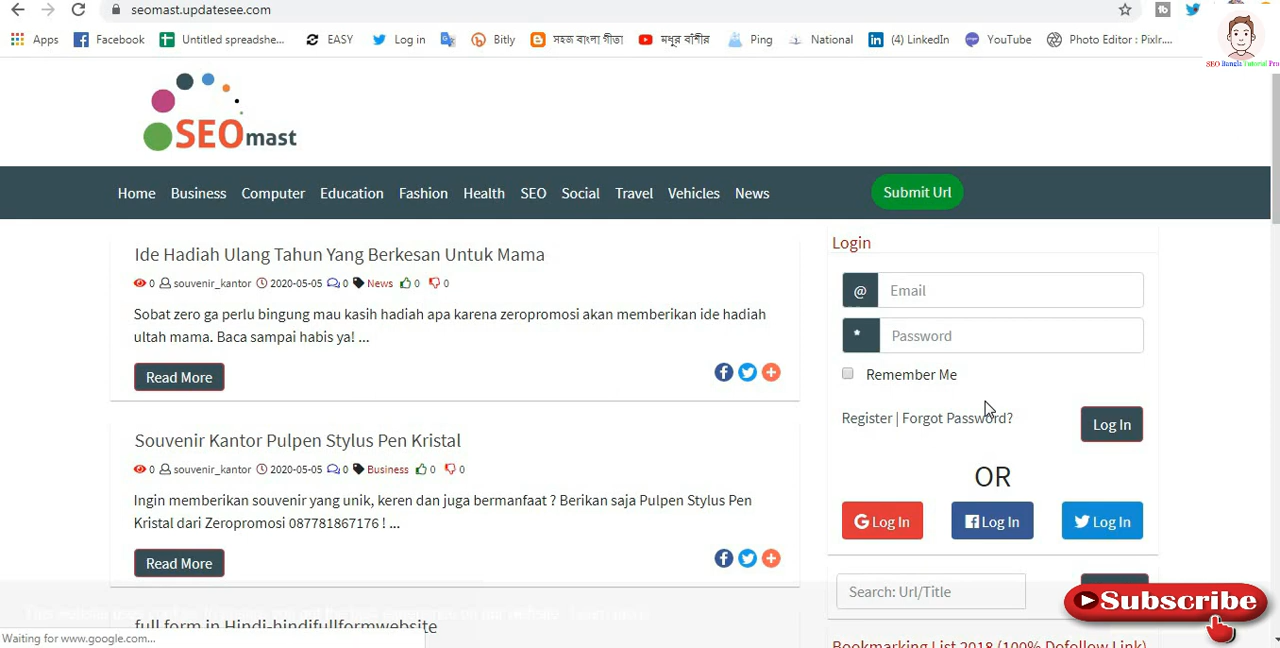 seomast.updatesee.com
Apps Facebook Untitled spreadshe... EASY Log in Bitly সহজ বাংলা গীতা মধুর বাঁশীর Ping National (4) LinkedIn YouTube Photo Editor : Pixlr....
SEO Bangla Tutorial Pro
SEOmast
Home Business Computer Education Fashion Health SEO Social Travel Vehicles News Submit Url
Ide Hadiah Ulang Tahun Yang Berkesan Untuk Mama
0 souvenir_kantor 2020-05-05 0 News 0 0
Sobat zero ga perlu bingung mau kasih hadiah apa karena zeropromosi akan memberikan ide hadiah
ultah mama. Baca sampai habis ya! ...
Read More
Souvenir Kantor Pulpen Stylus Pen Kristal
0 souvenir_kantor 2020-05-05 0 Business 0 0
Ingin memberikan souvenir yang unik, keren dan juga bermanfaat ? Berikan saja Pulpen Stylus Pen
Kristal dari Zeropromosi 087781867176 ! ...
Read More
full form in Hindi-hindifullformwebsite
Waiting for www.google.com...
Login
@ Email
* Password
Remember Me
Register | Forgot Password?
Log In
OR
G Log In
Log In
Log In
Search: Url/Title
Subscribe
Bookmarking List 2018 (100% Dofollow Link)